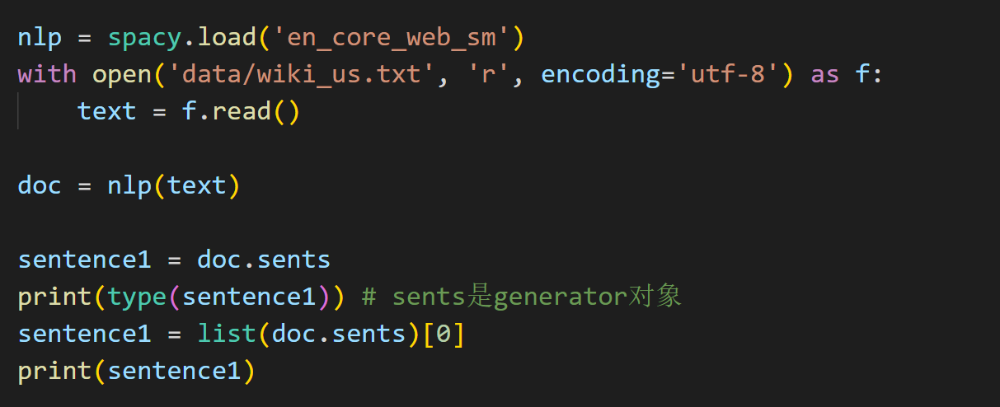 nlp = spacy.load('en_core_web_sm')
with open('data/wiki_us.txt', 'r', encoding='utf-8') as f:
    text = f.read()
doc = nlp(text)
sentence1 = doc.sents
print(type(sentence1)) # sents是generator对象
sentence1 = list(doc.sents)[0]
print(sentence1)